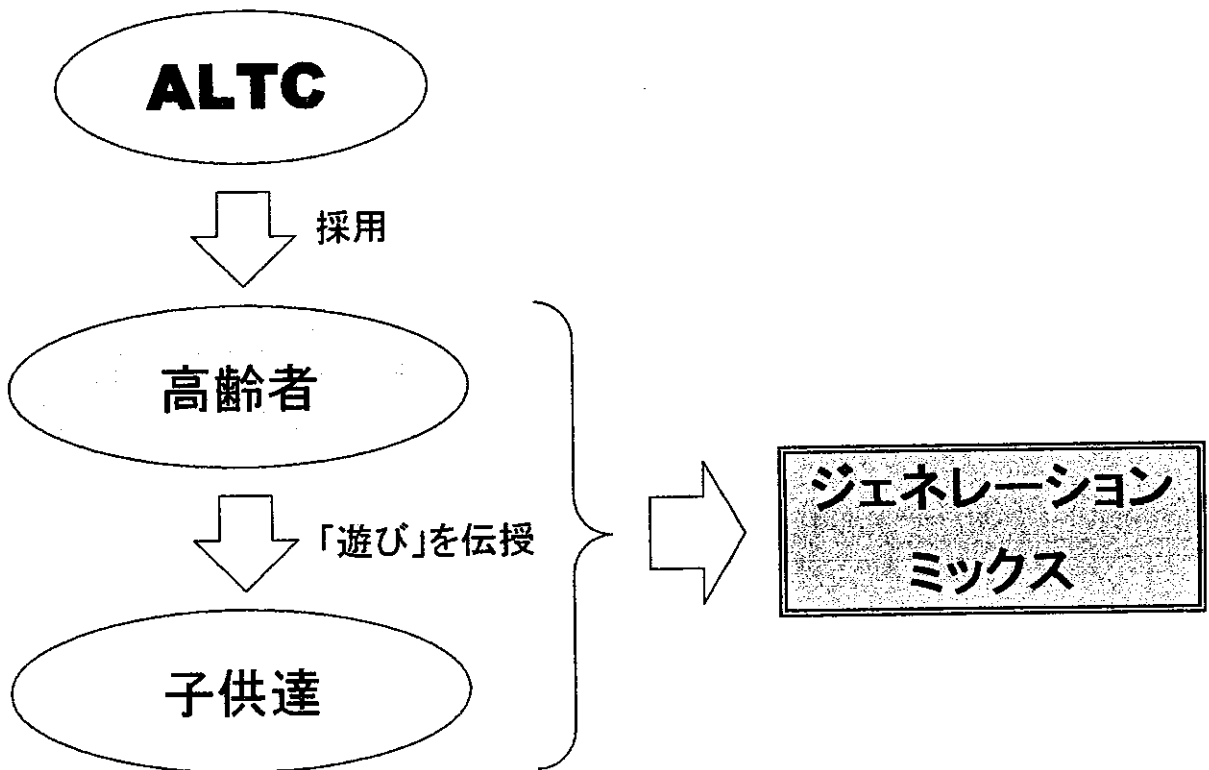 ALTC
採用
高齢者
「遊び」を伝授
子供達
ジェネレーション
ミックス